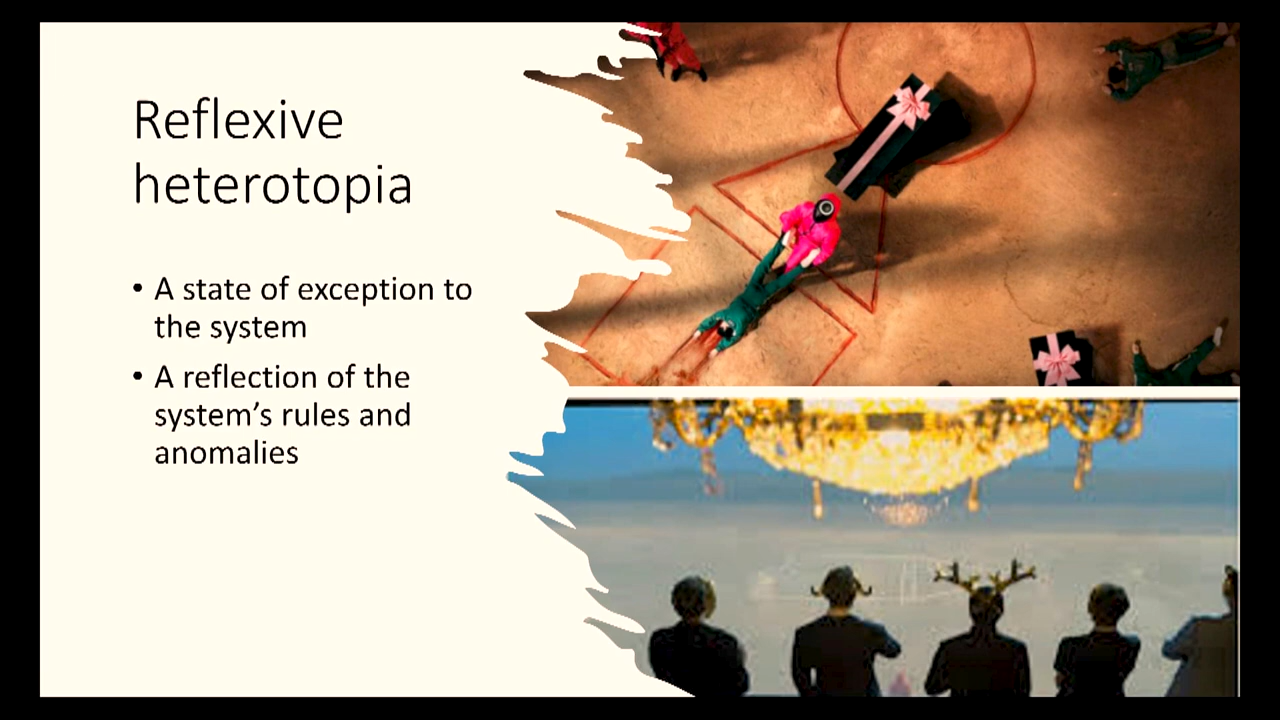 Reflexive
heterotopia
• A state of exception to
the system
• A reflection of the
system's rules and
anomalies